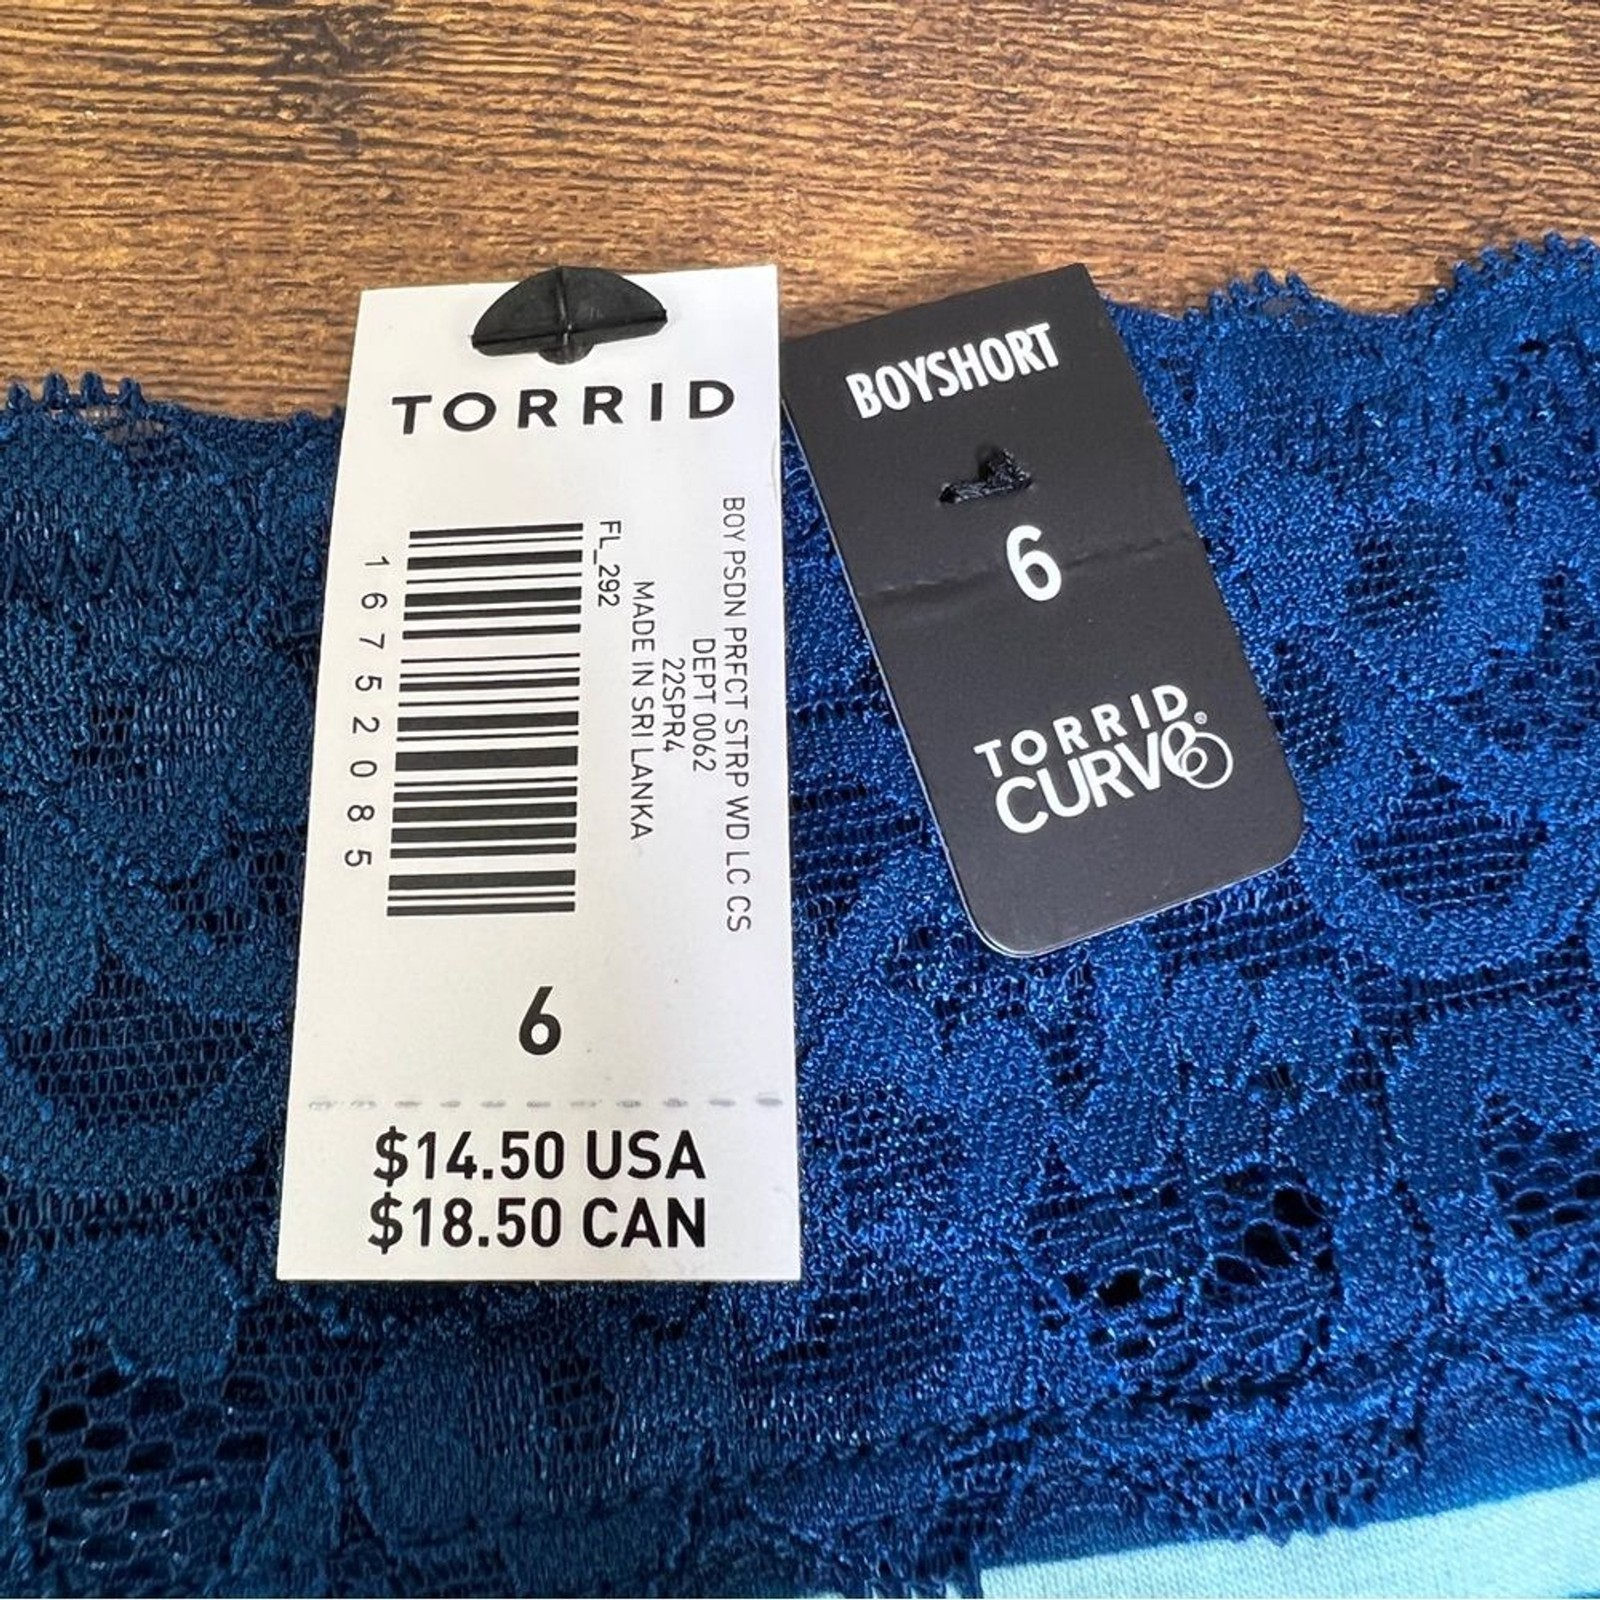 TORRID
BOY PSDN PRFCT STRP WD LC CS
DEPT 0062
22SPR4
MADE IN SRI LANKA
FL_292
16752085
6
$14.50 USA
$18.50 CAN
BOYSHORT
6
TORRID
CURVE®